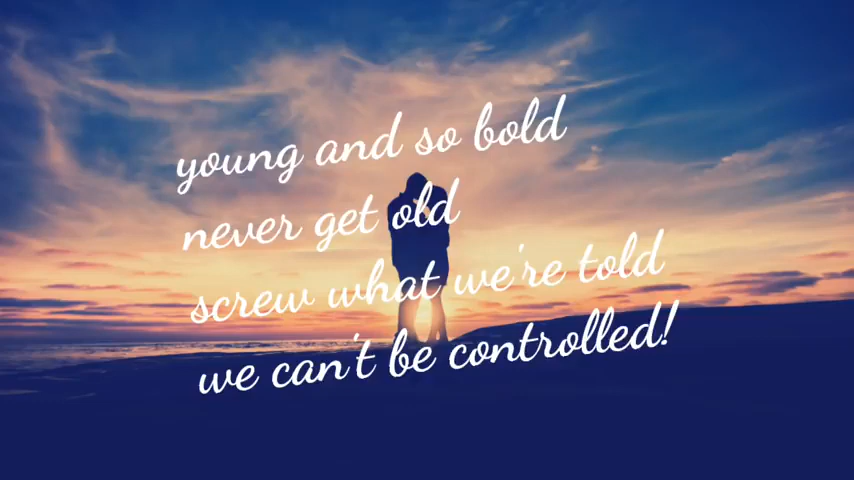 young and so bold
never get old
screw what we're told
we can't be controlled!